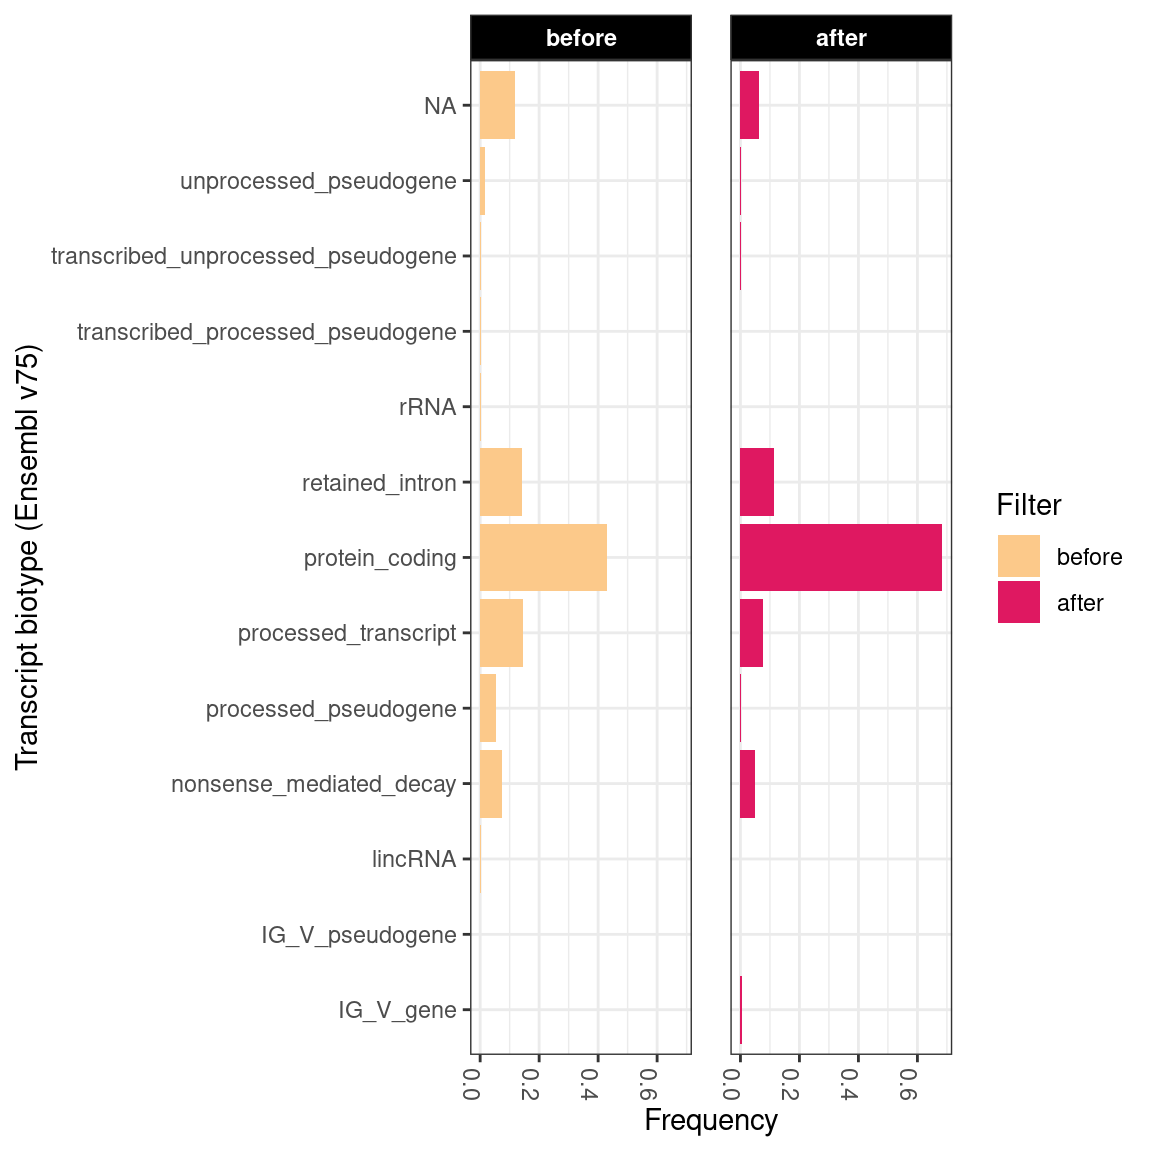 before
after
NA
unprocessed_pseudogene
transcribed_unprocessed_pseudogene
transcribed_processed_pseudogene
rRNA
retained_intron
protein_coding
processed_transcript
processed_pseudogene
nonsense_mediated_decay
lincRNA
IG_V_pseudogene
IG_V_gene
Transcript biotype (Ensembl v75)
0.0
0.2
0.4
0.6
0.0
0.2
0.4
0.6
Frequency
Filter
before
after